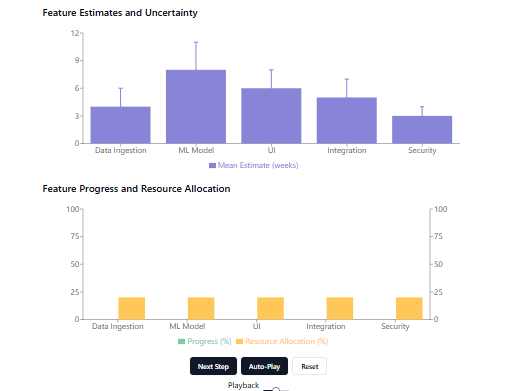 Feature Estimates and Uncertainty
12
9
6
3
0
Data Ingestion ML Model UI Integration Security
Mean Estimate (weeks)
Feature Progress and Resource Allocation
100 100
75 75
50 50
25 25
0 0
Data Ingestion ML Model UI Integration Security
Progress (%) Resource Allocation (%)
Next Step Auto-Play Reset
Playback